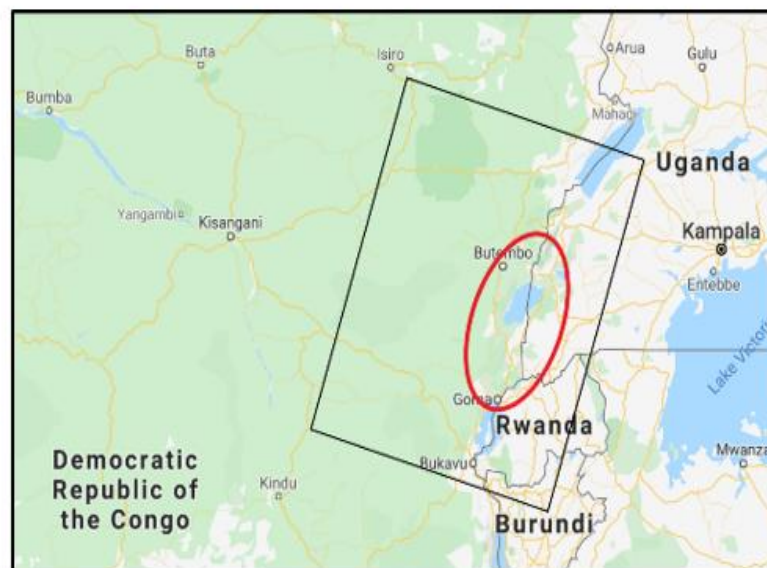 Buta
Isiro
Arua
Gulu
Bumba
Mahagi
Uganda
Yangambi
Kisangani
Kampala
Butembo
Entebbe
Lake Victoria
Goma
Rwanda
Bukavu
Mwanza
Democratic
Republic of
the Congo
Kindu
Burundi